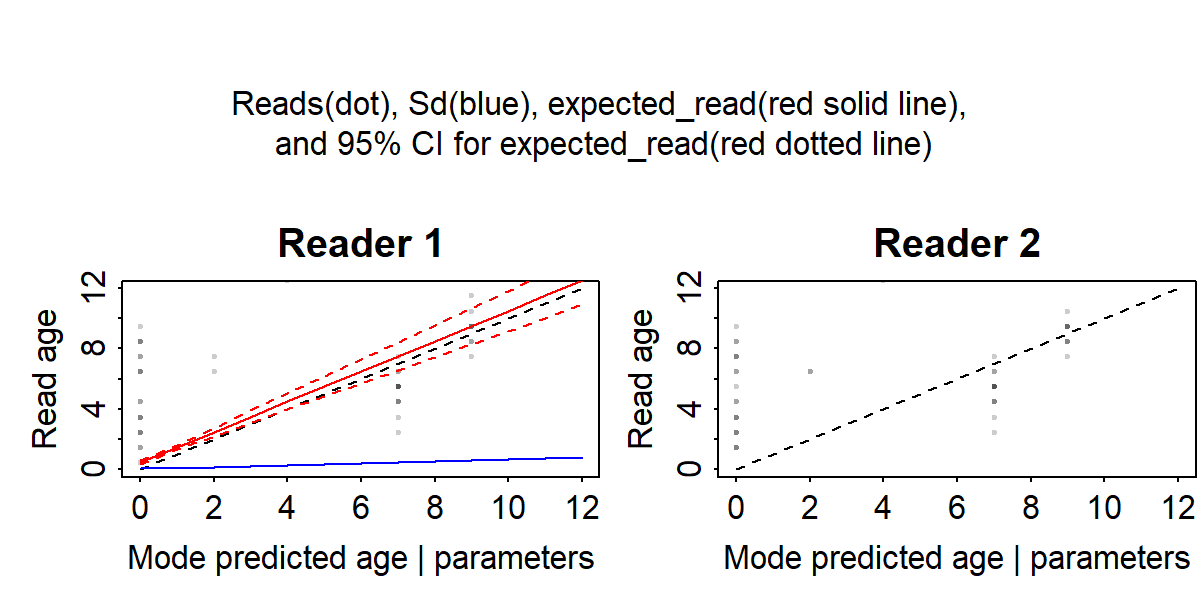 Reads(dot), Sd(blue), expected_read(red solid line),
and 95% CI for expected_read(red dotted line)
Reader 1
Read age
0 4 8 12
0 2 4 6 8 10 12
Mode predicted age | parameters
Reader 2
Read age
0 4 8 12
0 2 4 6 8 10 12
Mode predicted age | parameters